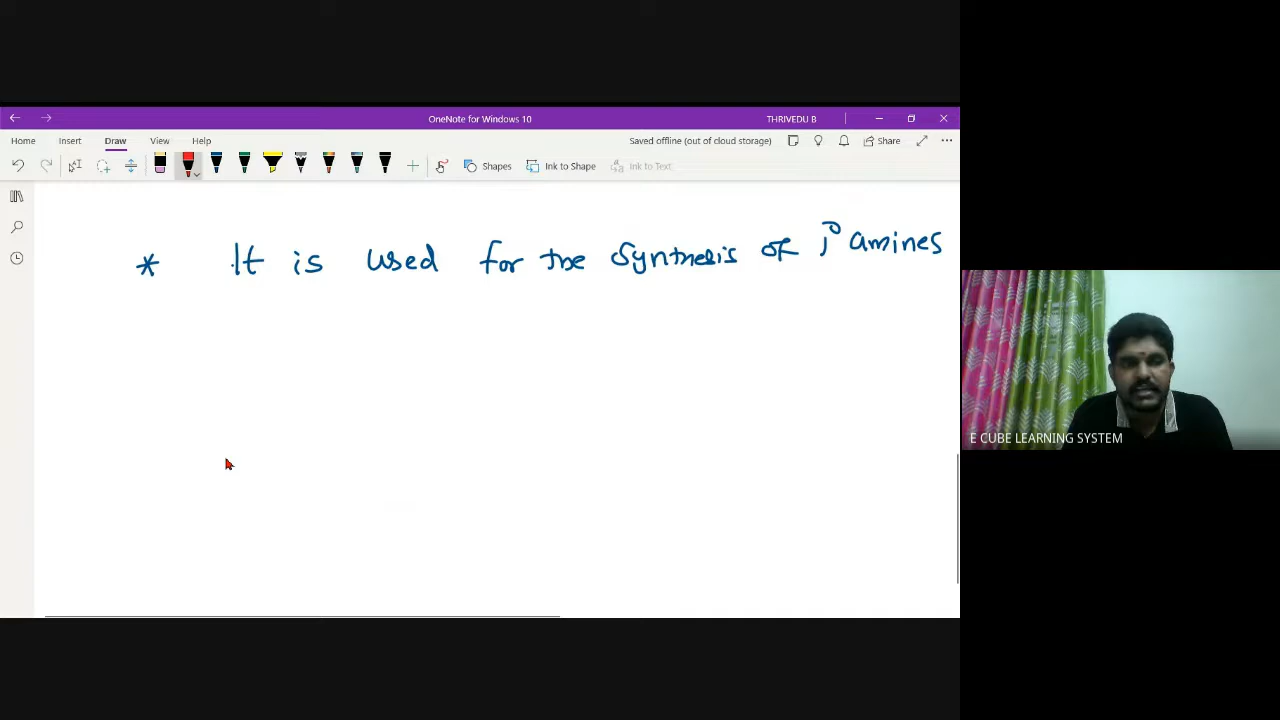 OneNote for Windows 10
THRIVEDU B
Home Insert Draw View Help
Saved offline (out of cloud storage)
Share
Shapes
Ink to Shape
Ink to Text
* It is used for the synthesis of 1° amines
E CUBE LEARNING SYSTEM